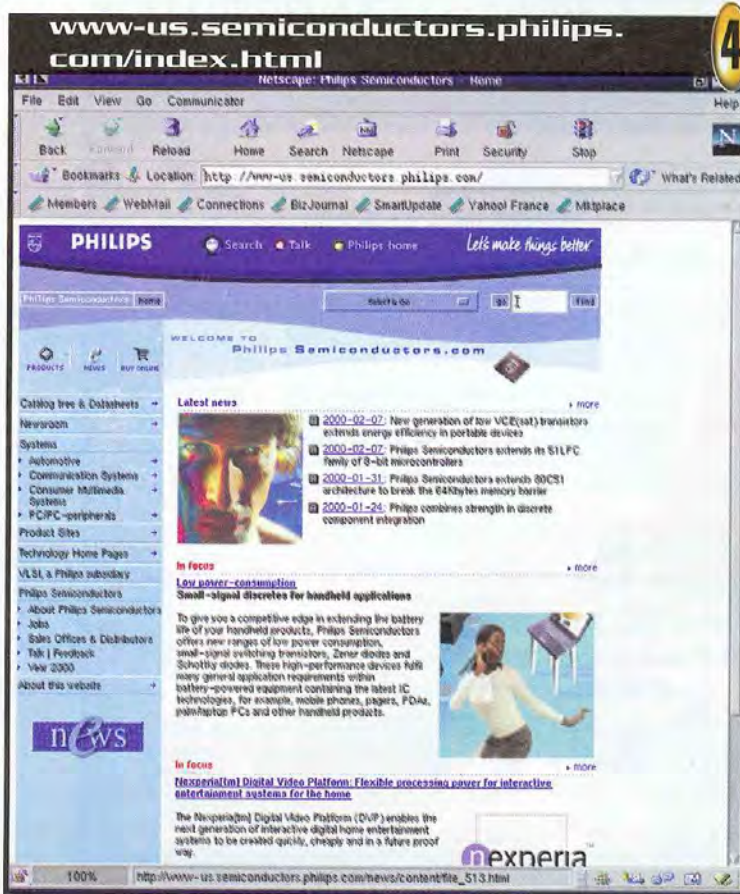 www-us.semiconductors.philips.
com/index.html
4
Netscape: Philips Semiconductors - Home
File Edit View Go Communicator Help
Back Forward Reload Home Search Netscape Print Security Stop
N
Bookmarks Location: http://www-us.semiconductors.philips.com/ What's Related
Members WebMail Connections BizJournal SmartUpdate Yahoo! France Mktplace
PHILIPS Search Talk Philips home Let's make things better
Philips Semiconductors home Select & Go go find
WELCOME TO
Philips Semiconductors.com
PRODUCTS NEWS BUY ONLINE
Catalog tree & Datasheets
Newsroom
Systems
Automotive
Communication Systems
Consumer Multimedia
Systems
PC/PC-peripherals
Product Sites
Technology Home Pages
VLSI, a Philips subsidiary
Philips Semiconductors
About Philips Semiconductors
Jobs
Sales Offices & Distributors
Talk | Feedback
Year 2000
About this website
news
Latest news more
2000-02-07: New generation of low VCE(sat) transistors
extends energy efficiency in portable devices
2000-02-07: Philips Semiconductors extends its 51LPC
family of 8-bit microcontrollers
2000-01-31: Philips Semiconductors extends 80C51
architecture to break the 64Kbytes memory barrier
2000-01-24: Philips combines strength in discrete
component integration
In focus more
Low power-consumption
Small-signal discretes for handheld applications
To give you a competitive edge in extending the battery
life of your handheld products, Philips Semiconductors
offers new ranges of low power consumption,
small-signal switching transistors, Zener diodes and
Schottky diodes. These high-performance devices fulfil
many general application requirements within
battery-powered equipment containing the latest IC
technologies, for example, mobile phones, pagers, PDAs,
palm/laptop PCs and other handheld products.
In focus more
Nexperia[tm] Digital Video Platform: Flexible processing power for interactive
entertainment systems for the home
The Nexperia[tm] Digital Video Platform (DVP) enables the
next generation of interactive digital home entertainment
systems to be created quickly, cheaply and in a future proof
way.
nexperia™
100% http://www-us.semiconductors.philips.com/news/content/file_513.html